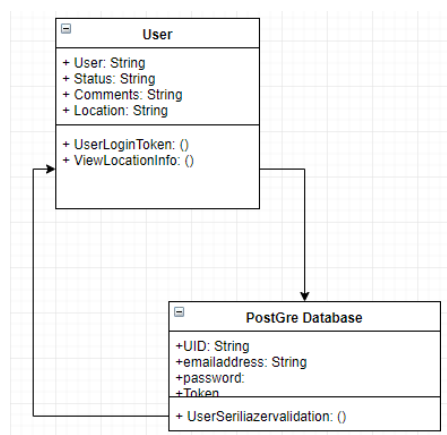 User
+ User: String
+ Status: String
+ Comments: String
+ Location: String
+ UserLoginToken: ()
+ ViewLocationInfo: ()
PostGre Database
+UID: String
+emailaddress: String
+password:
+Token
+ UserSeriliazervalidation: ()